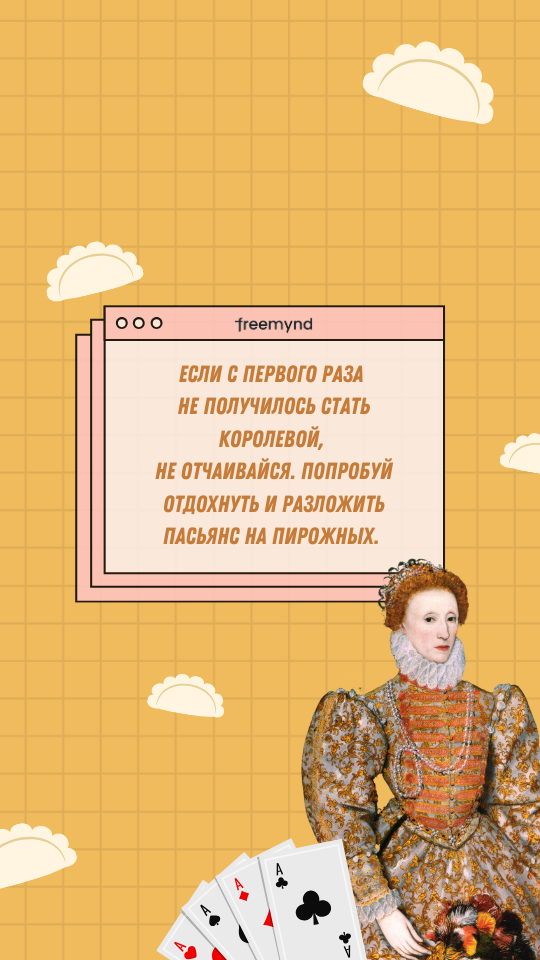 freemynd
ЕСЛИ С ПЕРВОГО РАЗА
НЕ ПОЛУЧИЛОСЬ СТАТЬ
КОРОЛЕВОЙ,
НЕ ОТЧАИВАЙСЯ. ПОПРОБУЙ
ОТДОХНУТЬ И РАЗЛОЖИТЬ
ПАСЬЯНС НА ПИРОЖНЫХ.
A
A
A
A
A